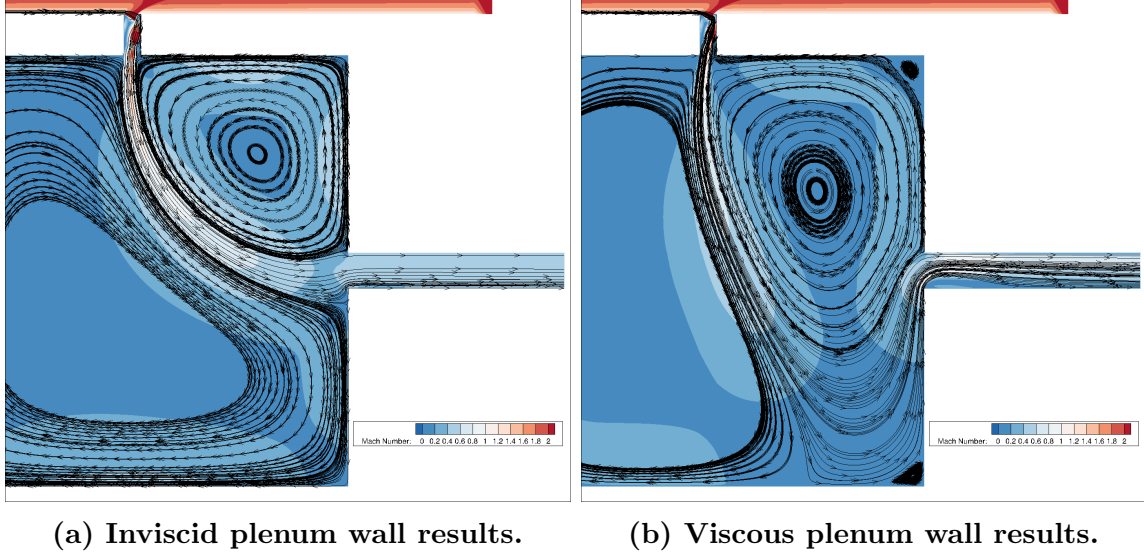 Mach Number: 0 0.2 0.4 0.6 0.8 1 1.2 1.4 1.6 1.8 2
Mach Number: 0 0.2 0.4 0.6 0.8 1 1.2 1.4 1.6 1.8 2
(a) Inviscid plenum wall results.
(b) Viscous plenum wall results.